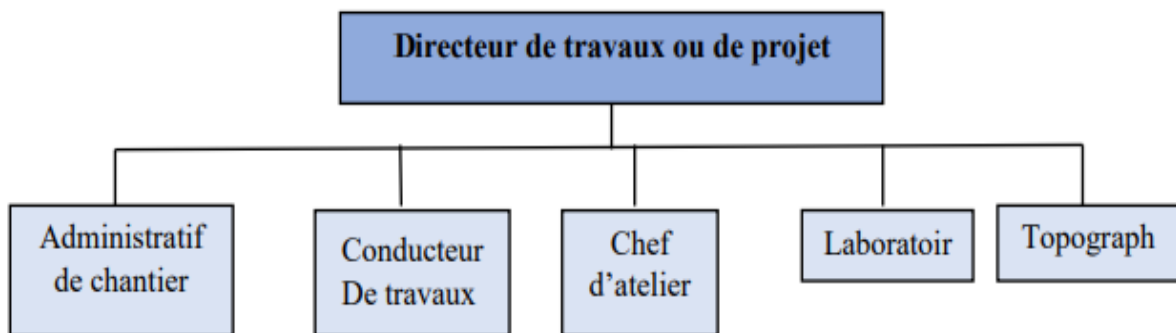 Directeur de travaux ou de projet
Administratif
de chantier
Conducteur
De travaux
Chef
d’atelier
Laboratoir
Topograph